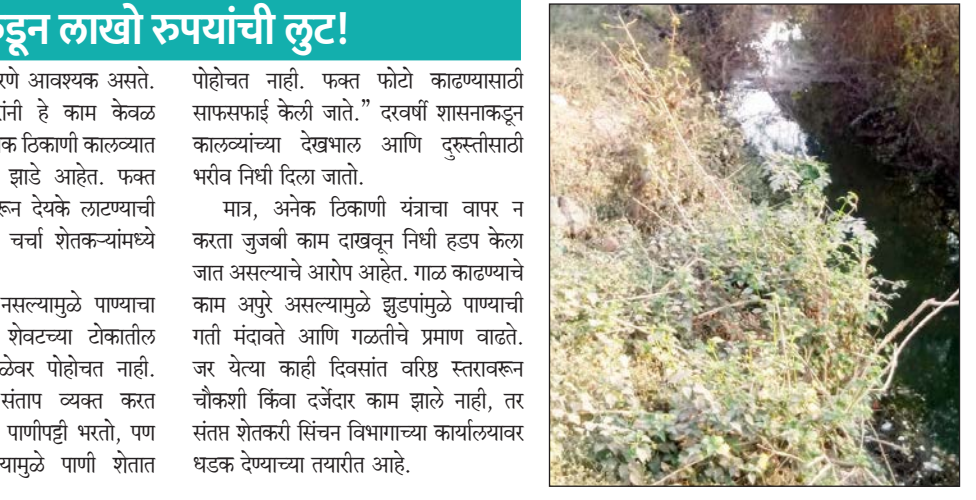 कडून लाखो रुपयांची लुट!
रणे आवश्यक असते.
रांनी हे काम केवळ
क ठिकाणी कालव्यात
झाडे आहेत. फक्त
रून देयके लाटण्याची
चर्चा शेतकऱ्यांमध्ये
नसल्यामुळे पाण्याचा
शेवटच्या टोकातील
ळेवर पोहोचत नाही.
संताप व्यक्त करत
पाणीपट्टी भरतो, पण
यामुळे पाणी शेतात
पोहोचत नाही. फक्त फोटो काढण्यासाठी
साफसफाई केली जाते.” दरवर्षी शासनाकडून
कालव्यांच्या देखभाल आणि दुरुस्तीसाठी
भरीव निधी दिला जातो.
मात्र, अनेक ठिकाणी यंत्राचा वापर न
करता जुजबी काम दाखवून निधी हडप केला
जात असल्याचे आरोप आहेत. गाळ काढण्याचे
काम अपुरे असल्यामुळे झुडपांमुळे पाण्याची
गती मंदावते आणि गळतीचे प्रमाण वाढते.
जर येत्या काही दिवसांत वरिष्ठ स्तरावरून
चौकशी किंवा दर्जेदार काम झाले नाही, तर
संतप्त शेतकरी सिंचन विभागाच्या कार्यालयावर
धडक देण्याच्या तयारीत आहे.